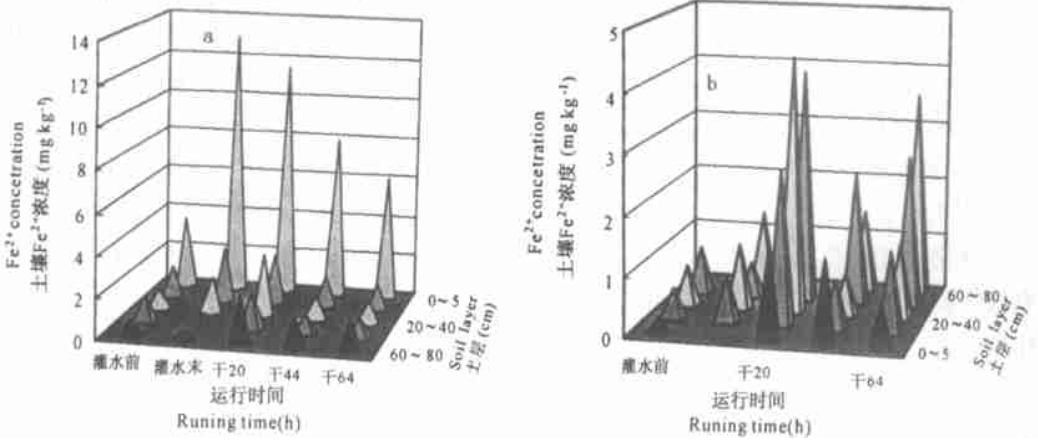 a
14
12
10
8
6
4
2
0
Fe²⁺concetration
土壤Fe²⁺浓度 (mg kg⁻¹)
灌水前 灌水末 干20 干44 干64
运行时间
Runing time(h)
0~5
20~40
60~80
Soil layer
土层 (cm)
b
5
4
3
2
1
0
Fe²⁺concetration
土壤Fe²⁺浓度 (mg kg⁻¹)
灌水前 干20 干64
运行时间
Runing time(h)
60~80
20~40
0~5
Soil layer
土层 (cm)